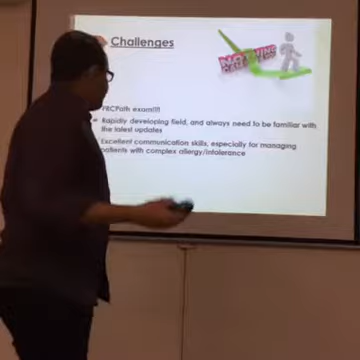 Challenges
NOTHING
FRCPath exam!!!!
Rapidly developing field, and always need to be familiar with
the latest updates
Excellent communication skills, especially for managing
patients with complex allergy/intolerance